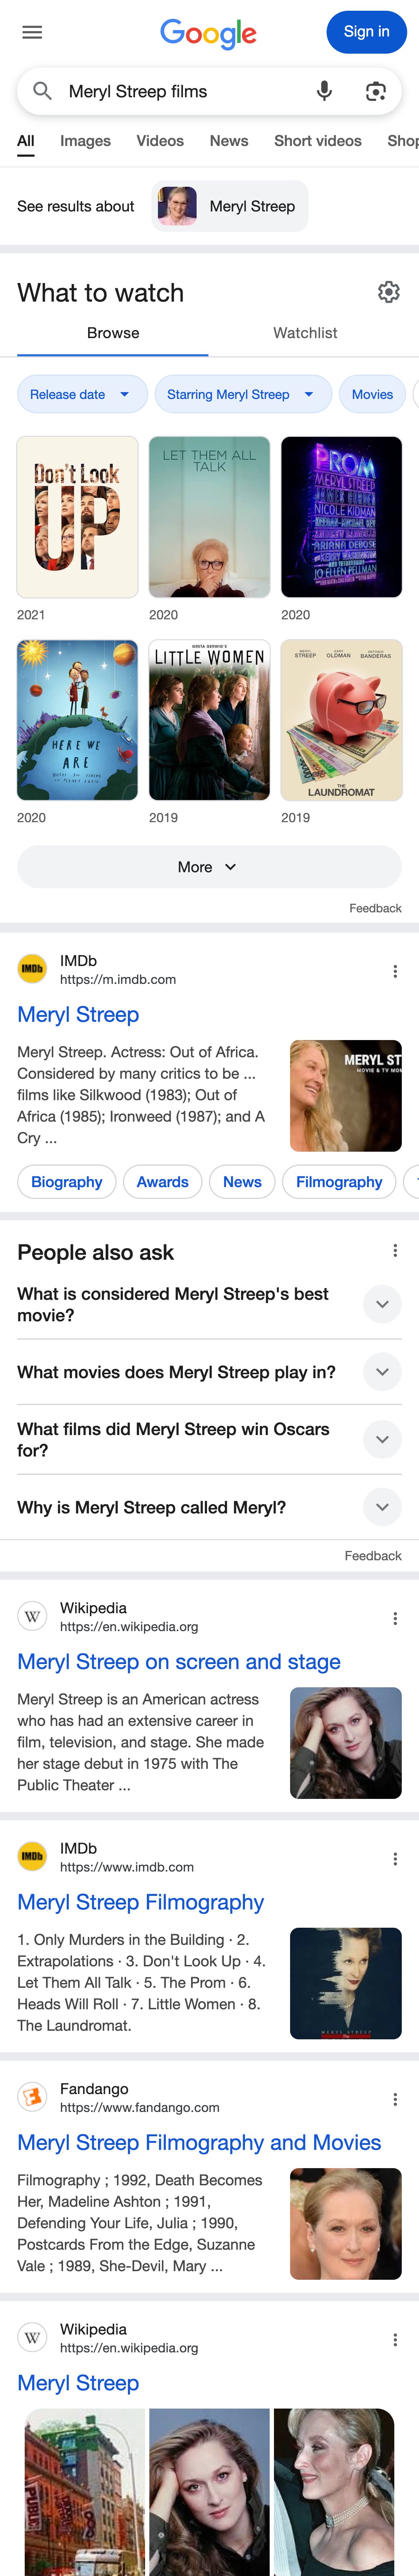 Google
Sign in
Meryl Streep films
All Images Videos News Short videos Shop
See results about Meryl Streep
What to watch
Browse Watchlist
Release date Starring Meryl Streep Movies
Don't Look
UP
LET THEM ALL
TALK
PROM
MERYL STREEP
JAMES CORDEN
NICOLE KIDMAN
KEEGAN-MICHAEL KEY
ARIANA DEBOSE
KERRY WASHINGTON
JO ELLEN PELLMAN
2021
2020
2020
HERE WE
ARE
GRETA GERWIG'S
LITTLE WOMEN
MERYL STREEP GARY OLDMAN ANTONIO BANDERAS
THE
LAUNDROMAT
2020
2019
2019
More
Feedback
IMDb
IMDb
https://m.imdb.com
Meryl Streep
Meryl Streep. Actress: Out of Africa.
Considered by many critics to be ...
films like Silkwood (1983); Out of
Africa (1985); Ironweed (1987); and A
Cry ...
MERYL ST
MOVIE & TV MOM
Biography Awards News Filmography
People also ask
What is considered Meryl Streep's best
movie?
What movies does Meryl Streep play in?
What films did Meryl Streep win Oscars
for?
Why is Meryl Streep called Meryl?
Feedback
W
Wikipedia
https://en.wikipedia.org
Meryl Streep on screen and stage
Meryl Streep is an American actress
who has had an extensive career in
film, television, and stage. She made
her stage debut in 1975 with The
Public Theater ...
IMDb
IMDb
https://www.imdb.com
Meryl Streep Filmography
1. Only Murders in the Building · 2.
Extrapolations · 3. Don't Look Up · 4.
Let Them All Talk · 5. The Prom · 6.
Heads Will Roll · 7. Little Women · 8.
The Laundromat.
MERYL STREEP
Fandango
https://www.fandango.com
Meryl Streep Filmography and Movies
Filmography ; 1992, Death Becomes
Her, Madeline Ashton ; 1991,
Defending Your Life, Julia ; 1990,
Postcards From the Edge, Suzanne
Vale ; 1989, She-Devil, Mary ...
W
Wikipedia
https://en.wikipedia.org
Meryl Streep
PUBLIC